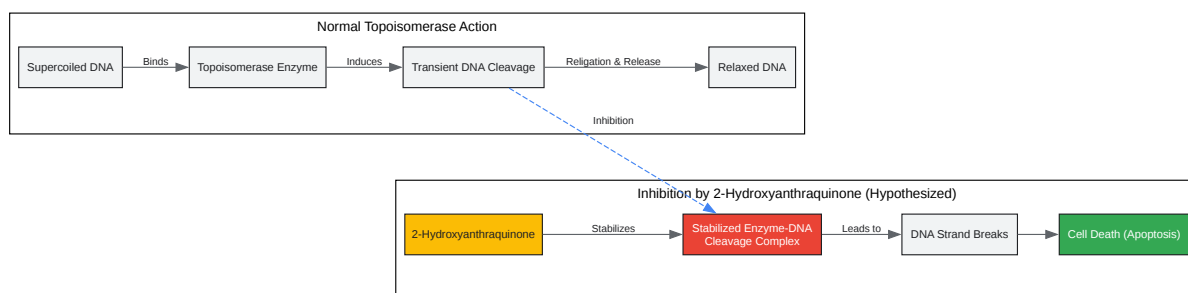 Normal Topoisomerase Action
Supercoiled DNA
Binds
Topoisomerase Enzyme
Induces
Transient DNA Cleavage
Religation & Release
Relaxed DNA
Inhibition
Inhibition by 2-Hydroxyanthraquinone (Hypothesized)
2-Hydroxyanthraquinone
Stabilizes
Stabilized Enzyme-DNA
Cleavage Complex
Leads to
DNA Strand Breaks
Cell Death (Apoptosis)